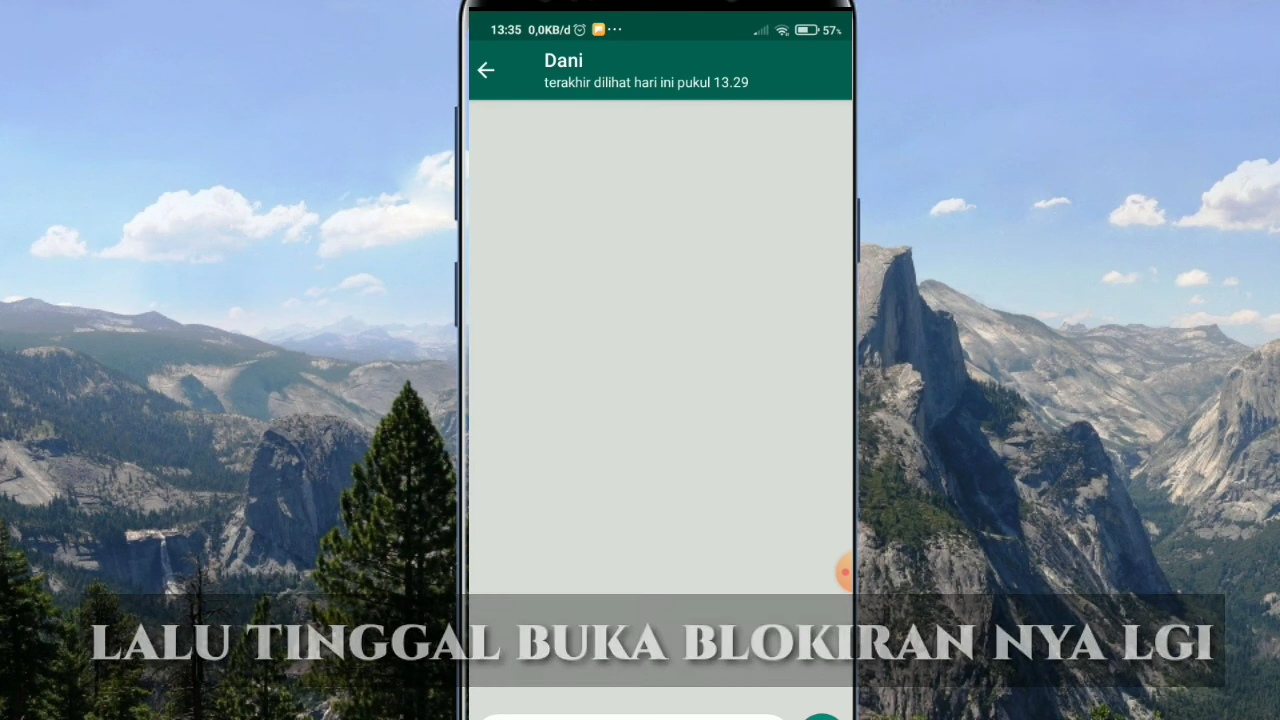 13:35 0,0KB/d ... 57%
Dani
terakhir dilihat hari ini pukul 13.29
LALU TINGGAL BUKA BLOKIRAN NYA LGI